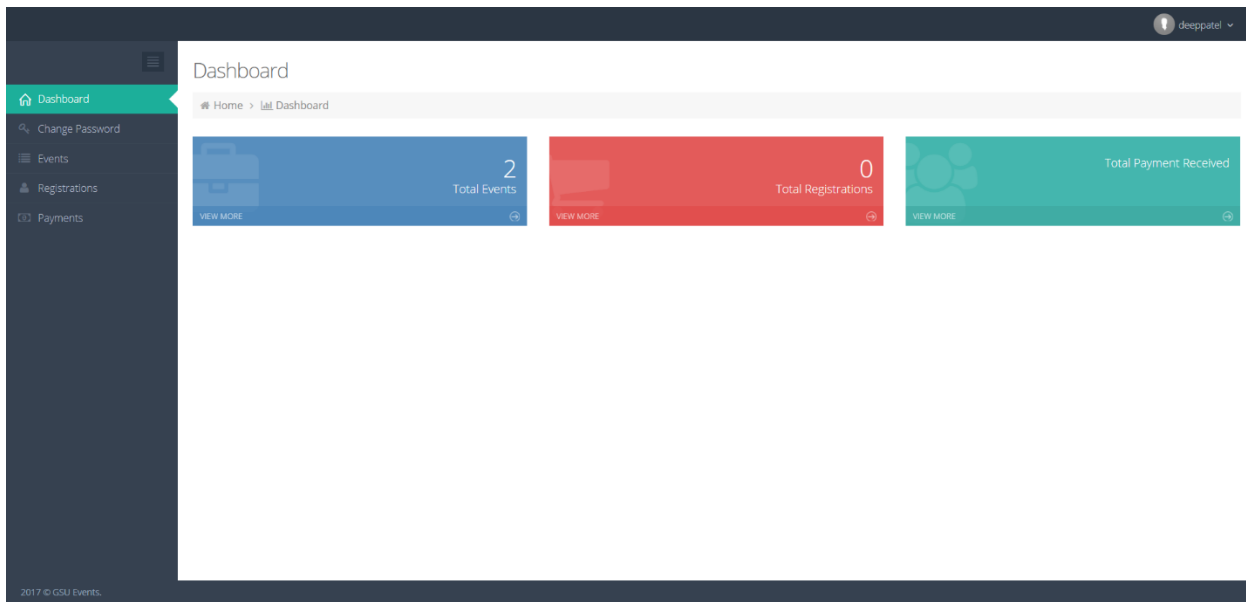 deeppatel
Dashboard
Home > Dashboard
Dashboard
Change Password
Events
Registrations
Payments
2
Total Events
VIEW MORE
0
Total Registrations
VIEW MORE
Total Payment Received
VIEW MORE
2017 © GSU Events.